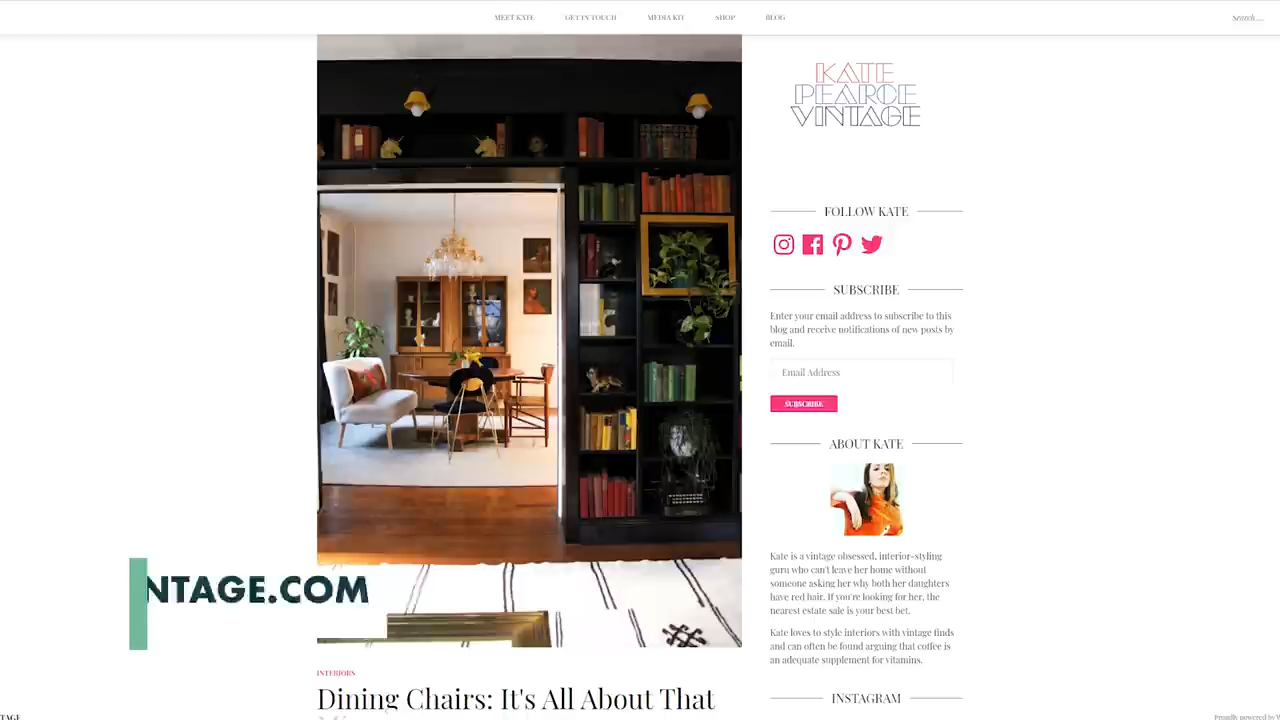 MEET KATE
GET IN TOUCH
MEDIA KIT
SHOP
BLOG
Search…
KATE
PEARCE
VINTAGE
FOLLOW KATE
SUBSCRIBE
Enter your email address to subscribe to this
blog and receive notifications of new posts by
email.
Email Address
SUBSCRIBE
ABOUT KATE
Kate is a vintage obsessed, interior-styling
guru who can't leave her home without
someone asking her why both her daughters
have red hair. If you're looking for her, the
nearest estate sale is your best bet.
Kate loves to style interiors with vintage finds
and can often be found arguing that coffee is
an adequate supplement for vitamins.
INSTAGRAM
NTAGE.COM
INTERIORS
Dining Chairs: It's All About That
TAGE
Proudly powered by W